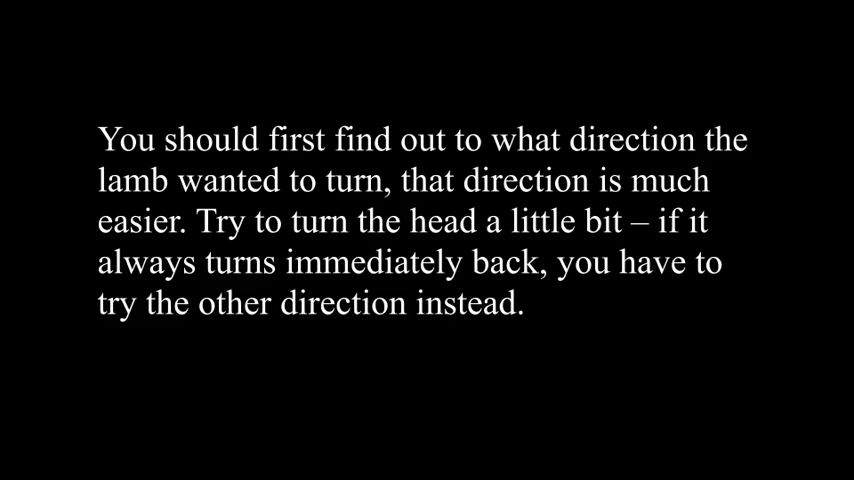 You should first find out to what direction the
lamb wanted to turn, that direction is much
easier. Try to turn the head a little bit – if it
always turns immediately back, you have to
try the other direction instead.